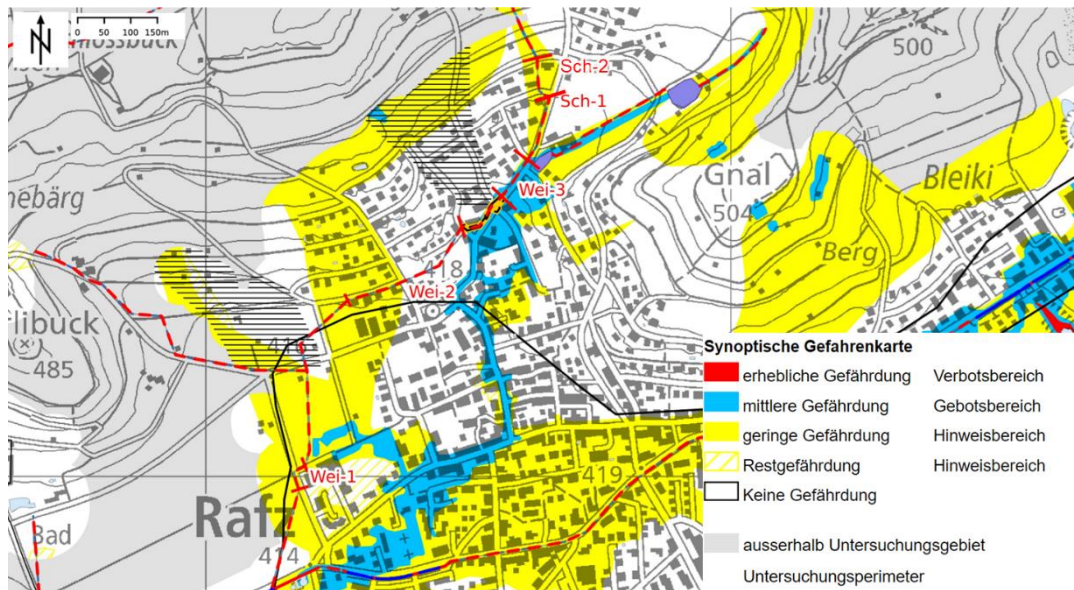 N
0 50 100 150m
500
Sch-2
Sch-1
Gnal
504
Bleiki
Berg
Wei-3
418
Wei-2
485
Wei-1
419
Rafz
Bad
414
Synoptische Gefahrenkarte
erhebliche Gefährdung Verbotsbereich
mittlere Gefährdung Gebotsbereich
geringe Gefährdung Hinweisbereich
Restgefährdung Hinweisbereich
Keine Gefährdung
ausserhalb Untersuchungsgebiet
Untersuchungsperimeter